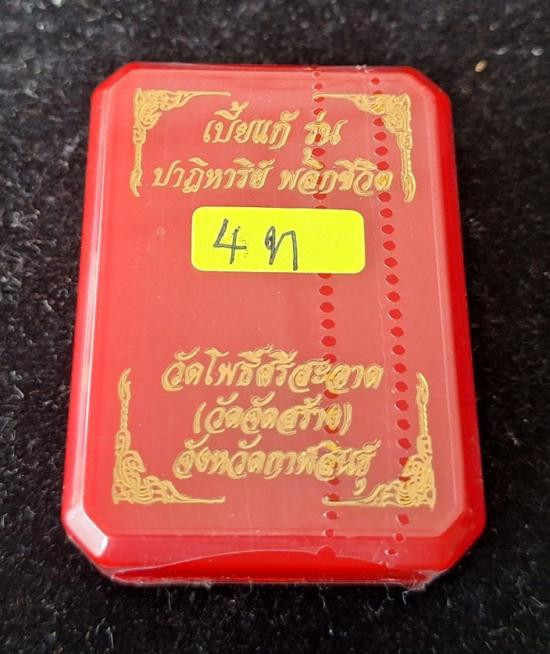 เบี้ยแก้ รุ่น
ปาฏิหาริย์ พลิกชีวิต
4 ท
วัดโพธิ์ศรีสะอาด
(วัดจัดสร้าง)
จังหวัดกาฬสินธุ์